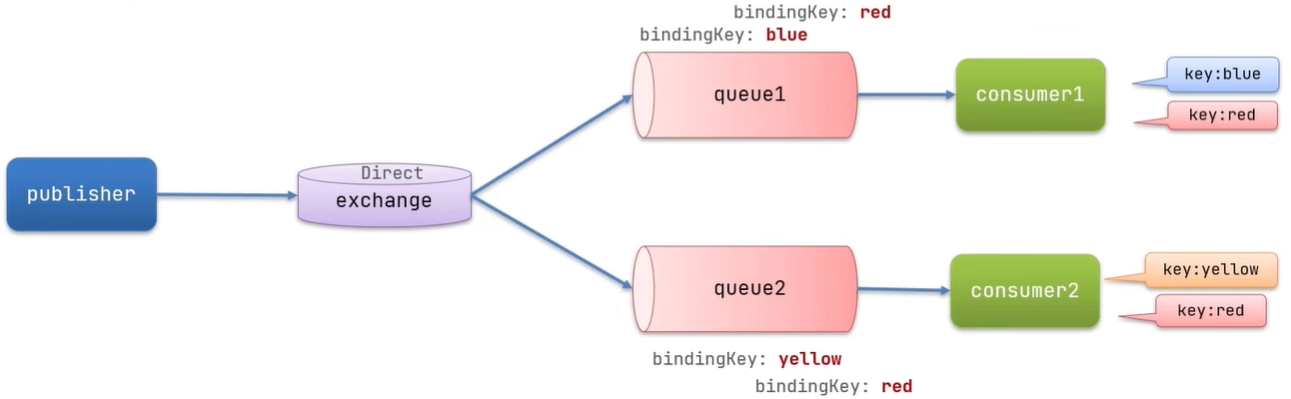 bindingKey: red
bindingKey: blue
queue1
consumer1
key:blue
key:red
publisher
Direct
exchange
queue2
consumer2
key:yellow
key:red
bindingKey: yellow
bindingKey: red